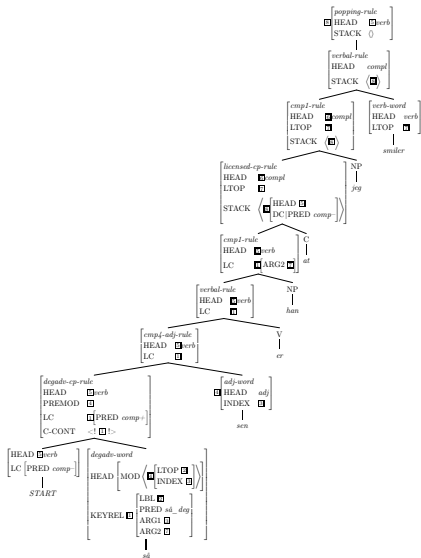 popping-rule
HEAD verb
STACK ⟨⟩
verbal-rule
HEAD compl
STACK
cmp1-rule verb-word
HEAD compl HEAD verb
LTOP LTOP
STACK
smiler
licensed-cp-rule NP
HEAD compl
LTOP jeg
STACK HEAD
DC|PRED comp–
cmp1-rule C
HEAD verb
LC ARG2 at
verbal-rule NP
HEAD verb
LC han
cmp4-adj-rule V
HEAD verb
LC er
degadv-cp-rule adj-word
HEAD verb HEAD adj
PREMOD INDEX
LC PRED comp+
C-CONT <! !> sen
HEAD verb degadv-word
LC [PRED comp–] HEAD MOD LTOP
INDEX
START
KEYREL LBL
PRED så_deg
ARG1
ARG2
så